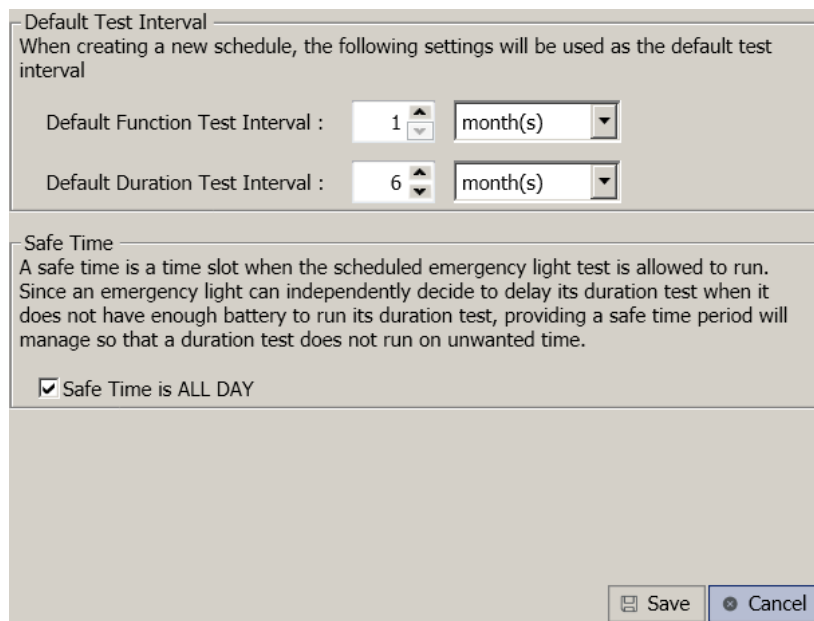 Default Test Interval
When creating a new schedule, the following settings will be used as the default test
interval
Default Function Test Interval : 1 month(s)
Default Duration Test Interval : 6 month(s)
Safe Time
A safe time is a time slot when the scheduled emergency light test is allowed to run.
Since an emergency light can independently decide to delay its duration test when it
does not have enough battery to run its duration test, providing a safe time period will
manage so that a duration test does not run on unwanted time.
Safe Time is ALL DAY
Save Cancel